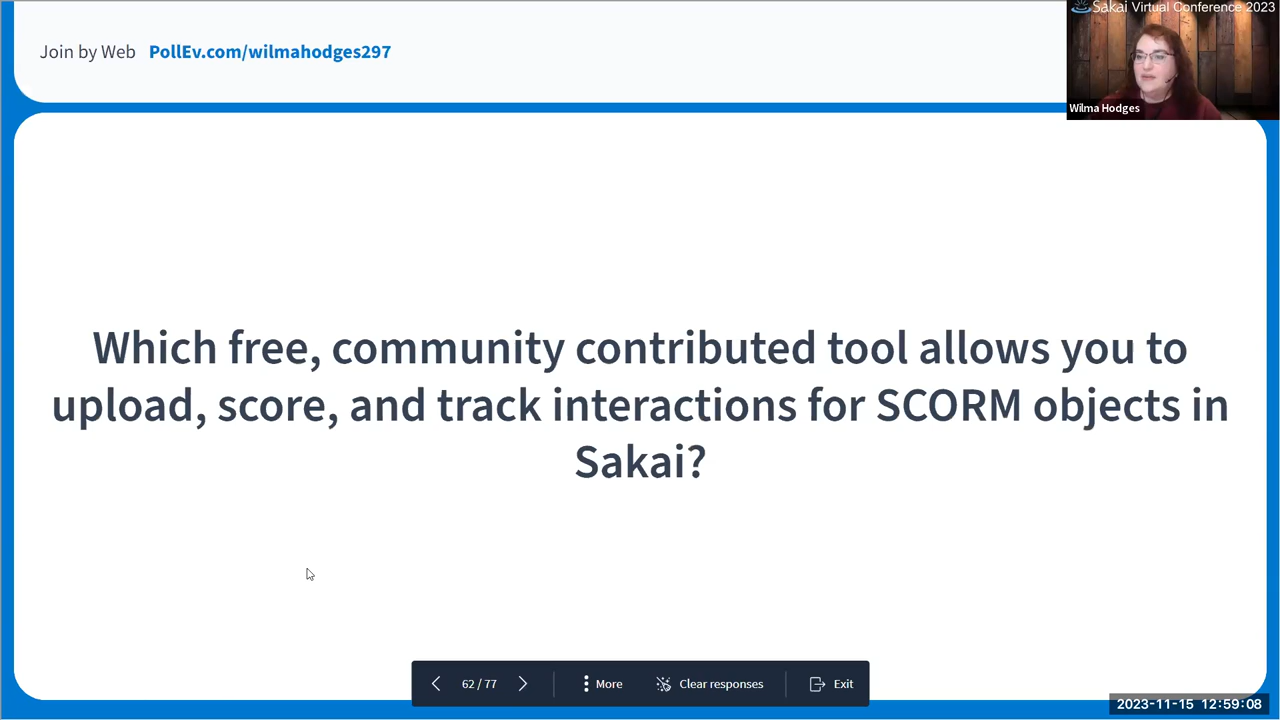 Join by Web PollEv.com/wilmahodges297
Sakai Virtual Conference 2023
Wilma Hodges
Which free, community contributed tool allows you to
upload, score, and track interactions for SCORM objects in
Sakai?
62 / 77 More Clear responses Exit
2023-11-15 12:59:08